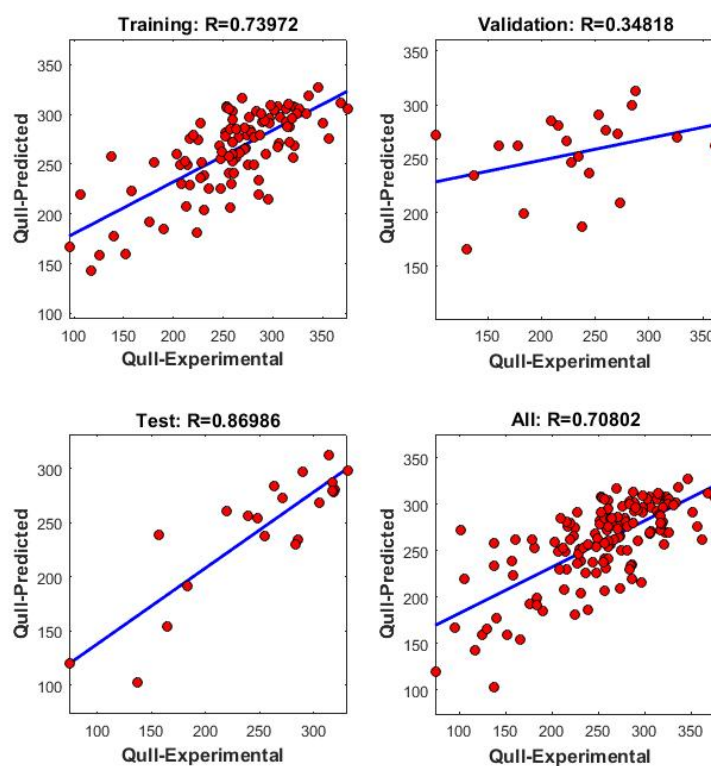 Training: R=0.73972
Validation: R=0.34818
350
300
250
200
150
100
Qull-Predicted
100 150 200 250 300 350
Qull-Experimental
350
300
250
200
150
Qull-Predicted
150 200 250 300 350
Qull-Experimental
Test: R=0.86986
All: R=0.70802
300
250
200
150
100
Qull-Predicted
100 150 200 250 300
Qull-Experimental
350
300
250
200
150
100
Qull-Predicted
100 150 200 250 300 350
Qull-Experimental